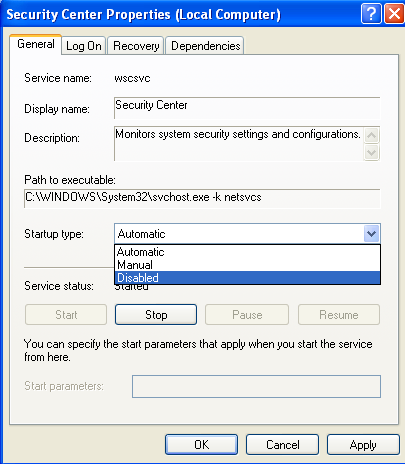 Security Center Properties (Local Computer)
General Log On Recovery Dependencies
Service name: wscsvc
Display name: Security Center
Description: Monitors system security settings and configurations.
Path to executable:
C:\WINDOWS\System32\svchost.exe -k netsvcs
Startup type: Automatic
Automatic
Manual
Disabled
Service status: Started
Start Stop Pause Resume
You can specify the start parameters that apply when you start the service
from here.
Start parameters:
OK Cancel Apply